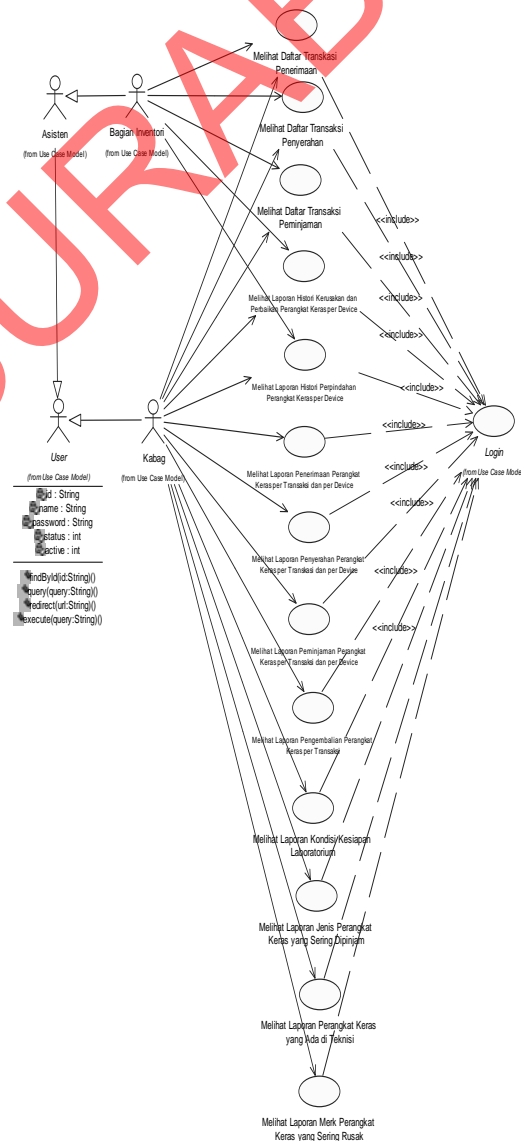 Melihat Daftar Transkasi
Penerimaan
Asisten
(from Use Case Model)
Bagian Inventori
(from Use Case Model)
Melihat Daftar Transaksi
Penyerahan
Melihat Daftar Transaksi
Peminjaman
<<include>>
<<include>>
<<include>>
<<include>>
Melihat Laporan Histori Kerusakan dan
Perbaikan Perangkat Keras per Device
Melihat Laporan Histori Perpindahan
Perangkat Keras per Device
<<include>>
<<include>>
<<include>>
<<include>>
<<include>>
<<include>>
Login
(from Use Case Mode
User
(from Use Case Model)
id : String
name : String
password : String
status : int
active : int
findById(id:String)()
query(query:String)()
redirect(url:String)()
execute(query:String)()
Kabag
(from Use Case Model)
Melihat Laporan Penerimaan Perangkat
Keras per Transaksi dan per Device
Melihat Laporan Penyerahan Perangkat
Keras per Transaksi dan per Device
Melihat Laporan Peminjaman Perangkat
Keras per Transaksi dan per Device
Melihat Laporan Pengembalian Perangkat
Keras per Transaksi
Melihat Laporan Kondisi/Kesiapan
Laboratorium
Melihat Laporan Jenis Perangkat
Keras yang Sering Dipinjam
Melihat Laporan Perangkat Keras
yang Ada di Teknisi
Melihat Laporan Merk Perangkat
Keras yang Sering Rusak
URAB